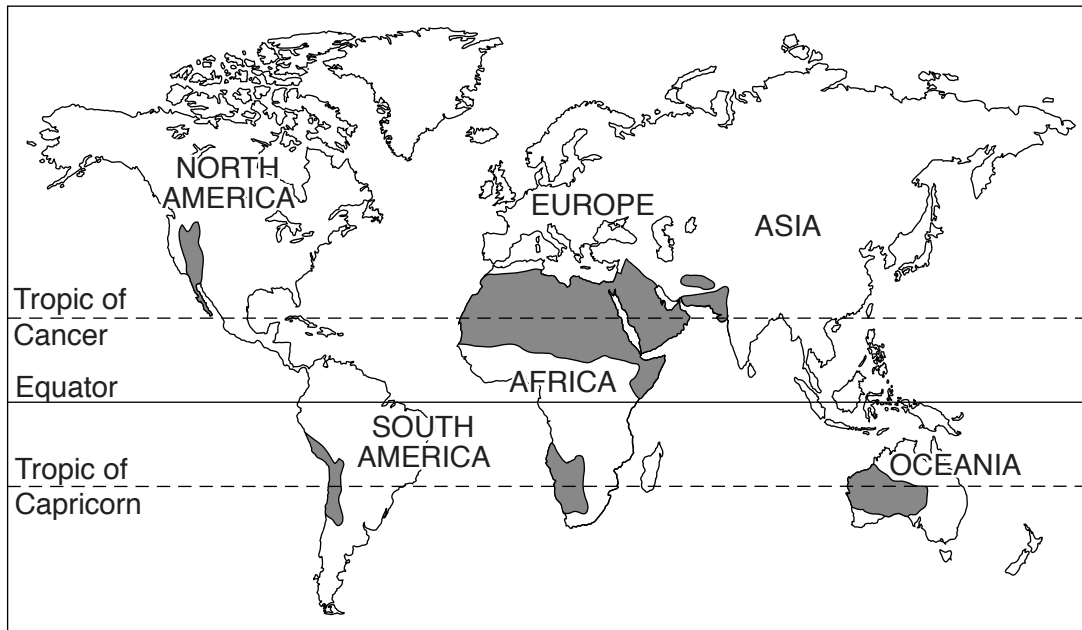 NORTH
AMERICA
EUROPE
ASIA
Tropic of
Cancer
AFRICA
Equator
SOUTH
AMERICA
OCEANIA
Tropic of
Capricorn